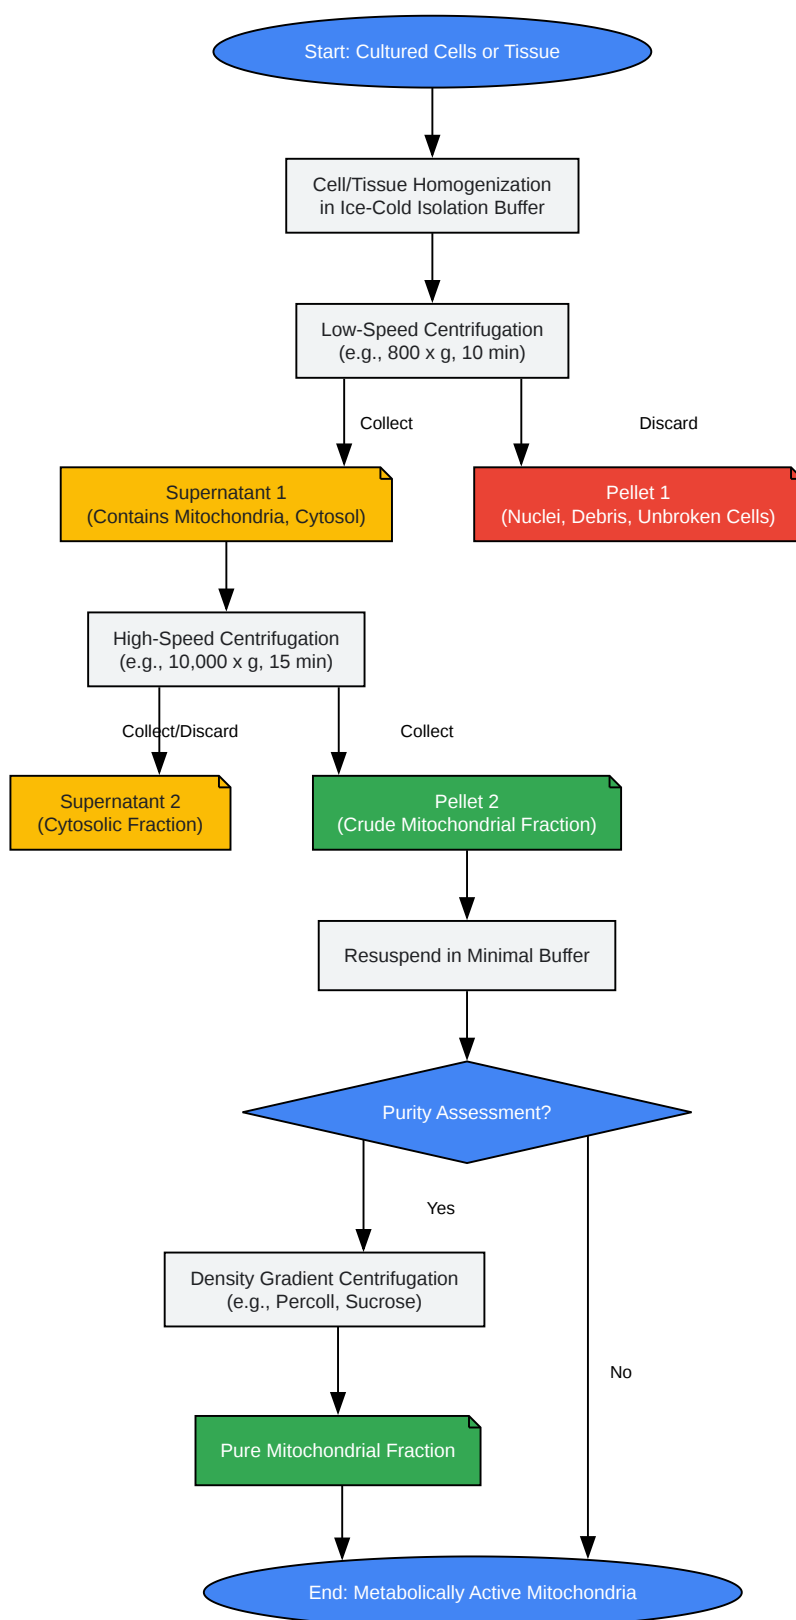 Start: Cultured Cells or Tissue
Cell/Tissue Homogenization
in Ice-Cold Isolation Buffer
Low-Speed Centrifugation
(e.g., 800 x g, 10 min)
Collect
Discard
Supernatant 1
(Contains Mitochondria, Cytosol)
Pellet 1
(Nuclei, Debris, Unbroken Cells)
High-Speed Centrifugation
(e.g., 10,000 x g, 15 min)
Collect/Discard
Collect
Supernatant 2
(Cytosolic Fraction)
Pellet 2
(Crude Mitochondrial Fraction)
Resuspend in Minimal Buffer
Purity Assessment?
Yes
Density Gradient Centrifugation
(e.g., Percoll, Sucrose)
No
Pure Mitochondrial Fraction
End: Metabolically Active Mitochondria